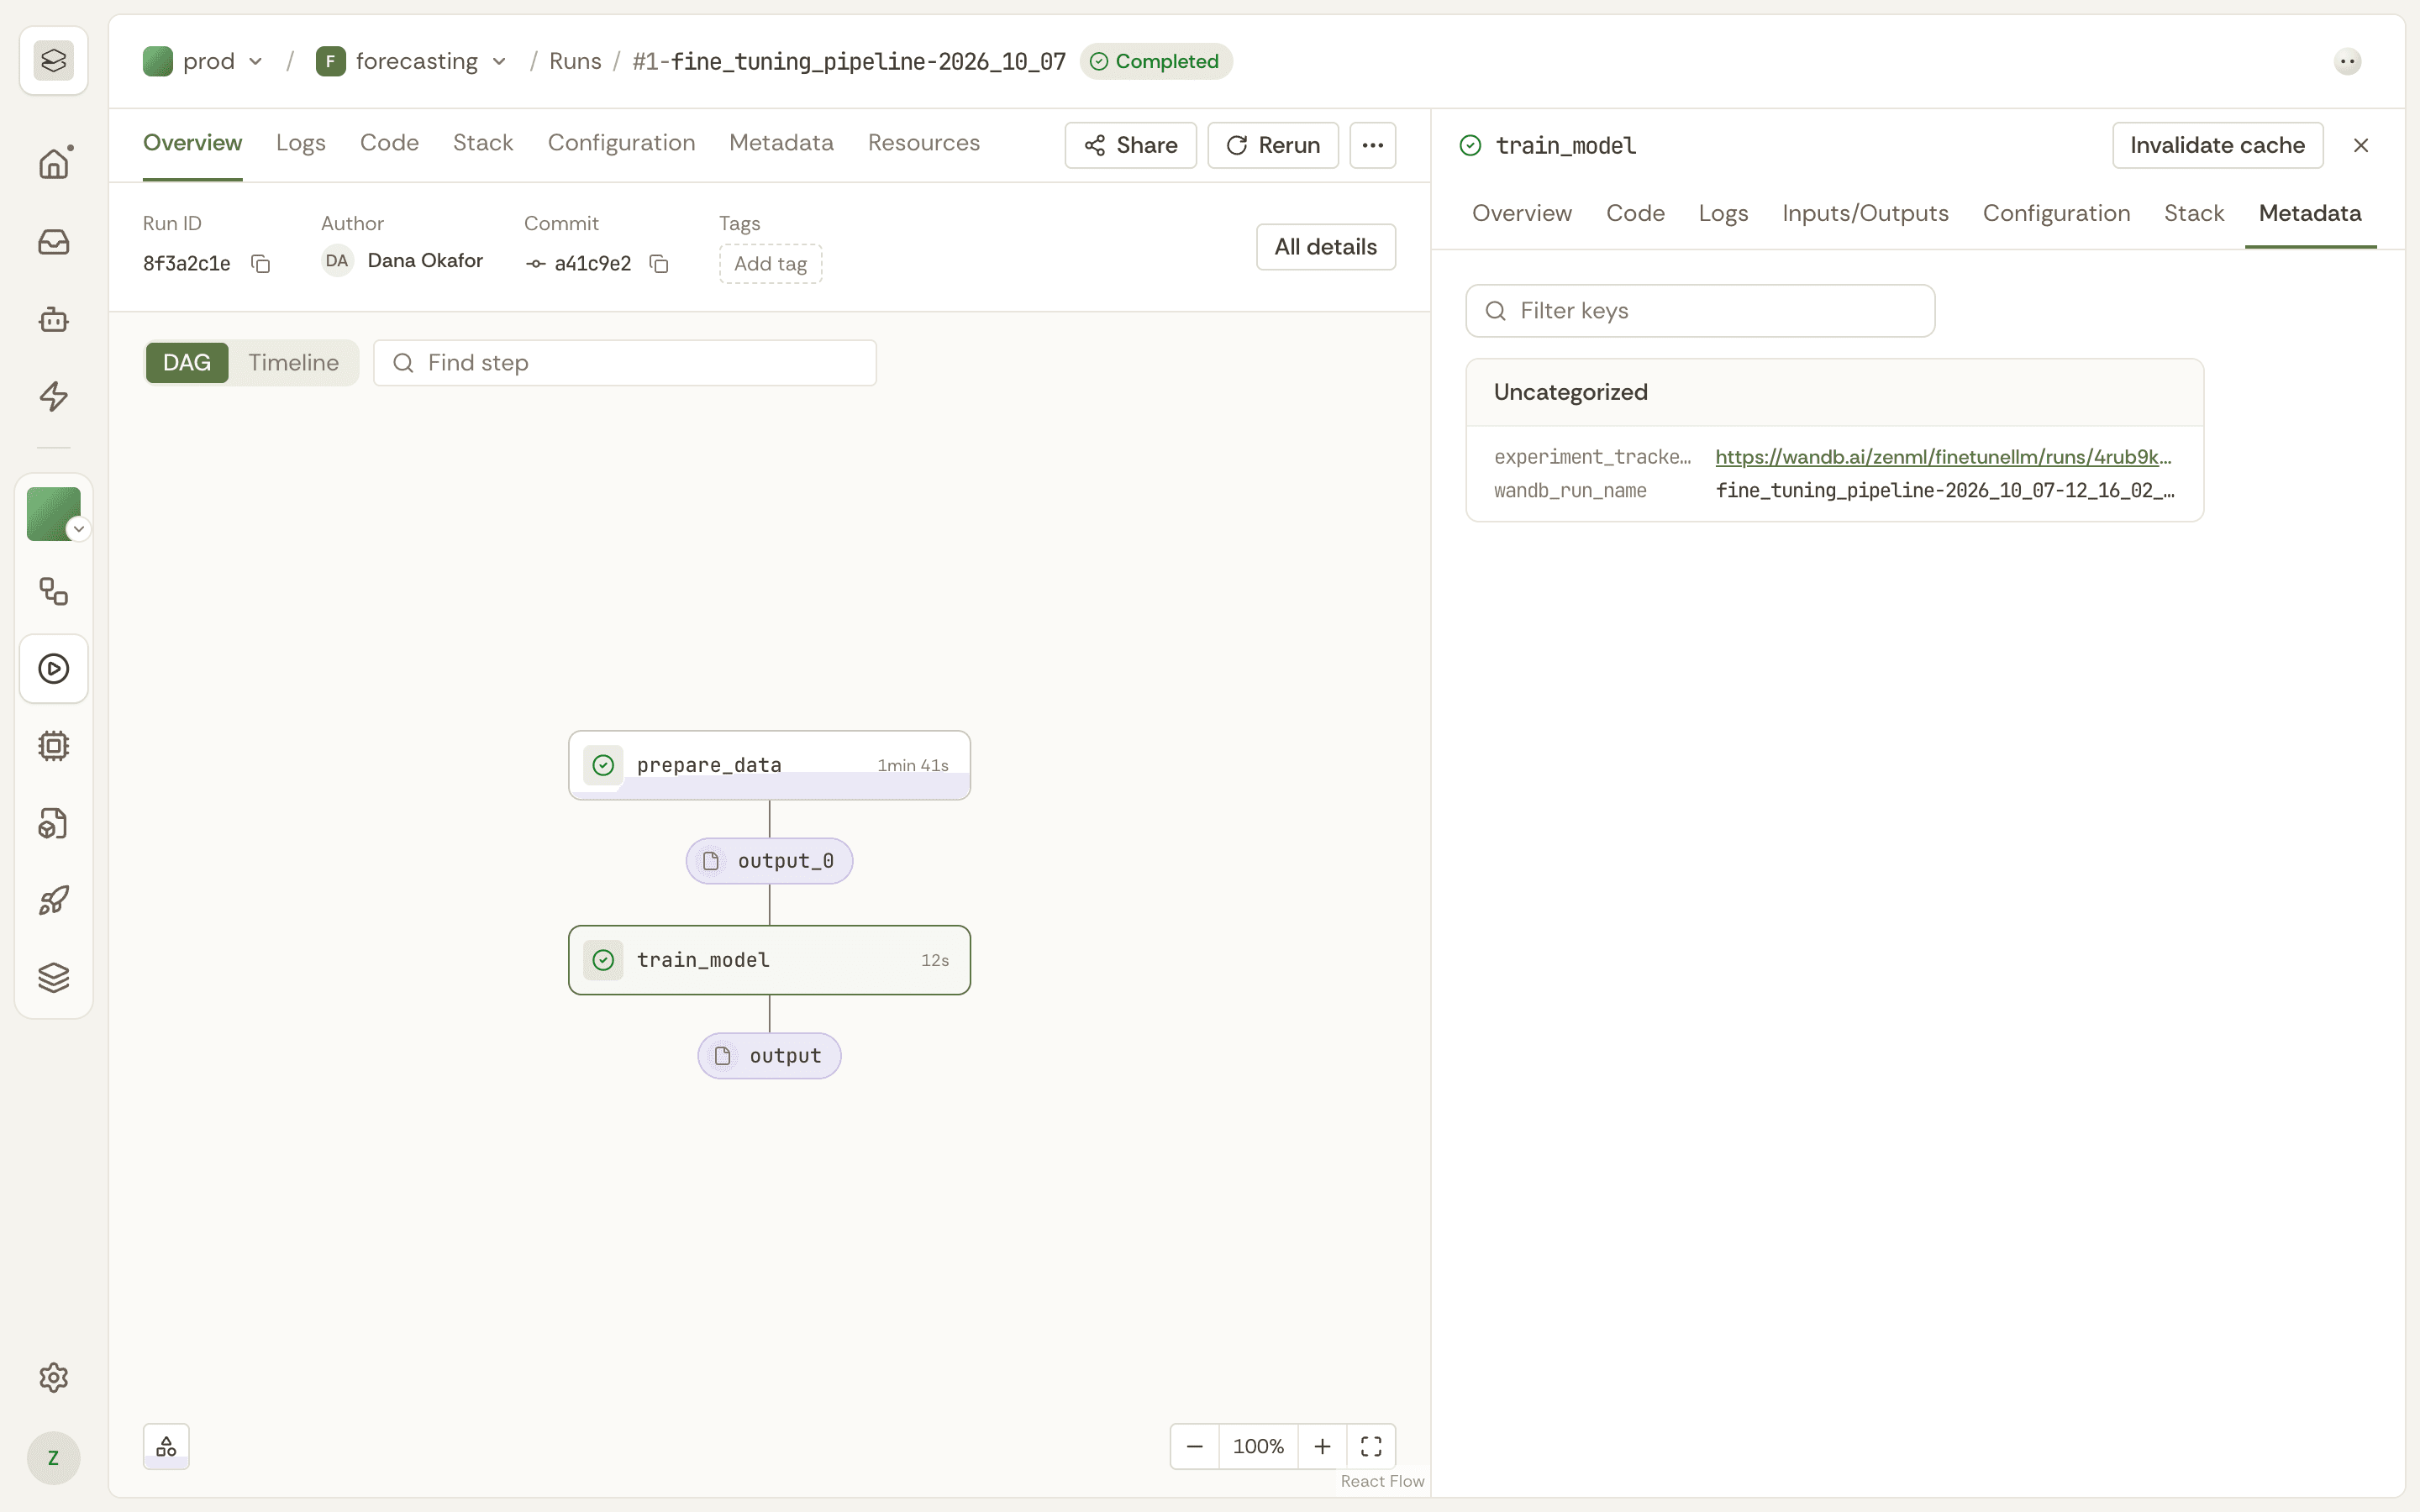 prod / F forecasting / Runs / #1-fine_tuning_pipeline-2026_10_07 Completed
Overview Logs Code Stack Configuration Metadata Resources Share Rerun
Run ID Author Commit Tags
8f3a2c1e DA Dana Okafor a41c9e2 Add tag
All details
DAG Timeline Find step
prepare_data 1min 41s
output_0
train_model 12s
output
100%
React Flow
Z
train_model Invalidate cache
Overview Code Logs Inputs/Outputs Configuration Stack Metadata
Filter keys
Uncategorized
experiment_tracke… https://wandb.ai/zenml/finetunellm/runs/4rub9k…
wandb_run_name fine_tuning_pipeline-2026_10_07-12_16_02_…